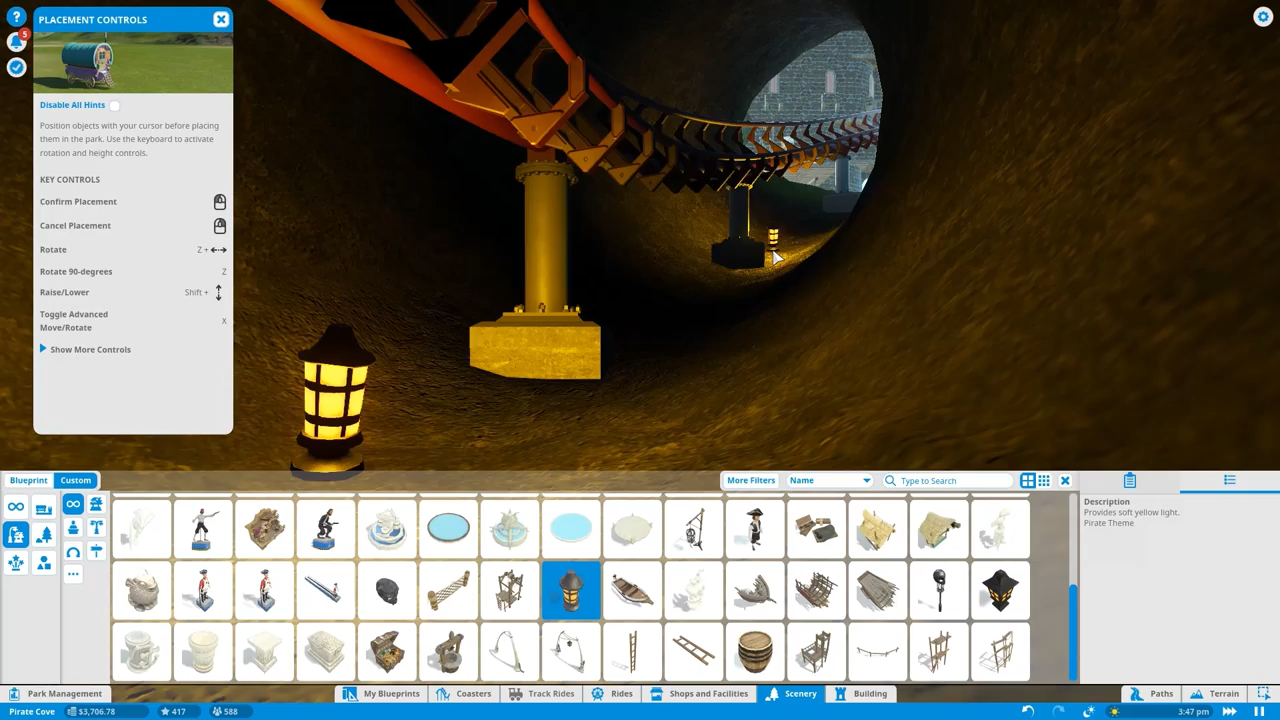 ?
5
PLACEMENT CONTROLS
Disable All Hints
Position objects with your cursor before placing
them in the park. Use the keyboard to activate
rotation and height controls.
KEY CONTROLS
Confirm Placement
Cancel Placement
Rotate Z +
Rotate 90-degrees Z
Raise/Lower Shift +
Toggle Advanced
Move/Rotate X
Show More Controls
Blueprint Custom More Filters Name Type to Search
Description
Provides soft yellow light.
Pirate Theme
Park Management My Blueprints Coasters Track Rides Rides Shops and Facilities Scenery Building Paths Terrain
Pirate Cove $3,706.78 417 588 3:47 pm